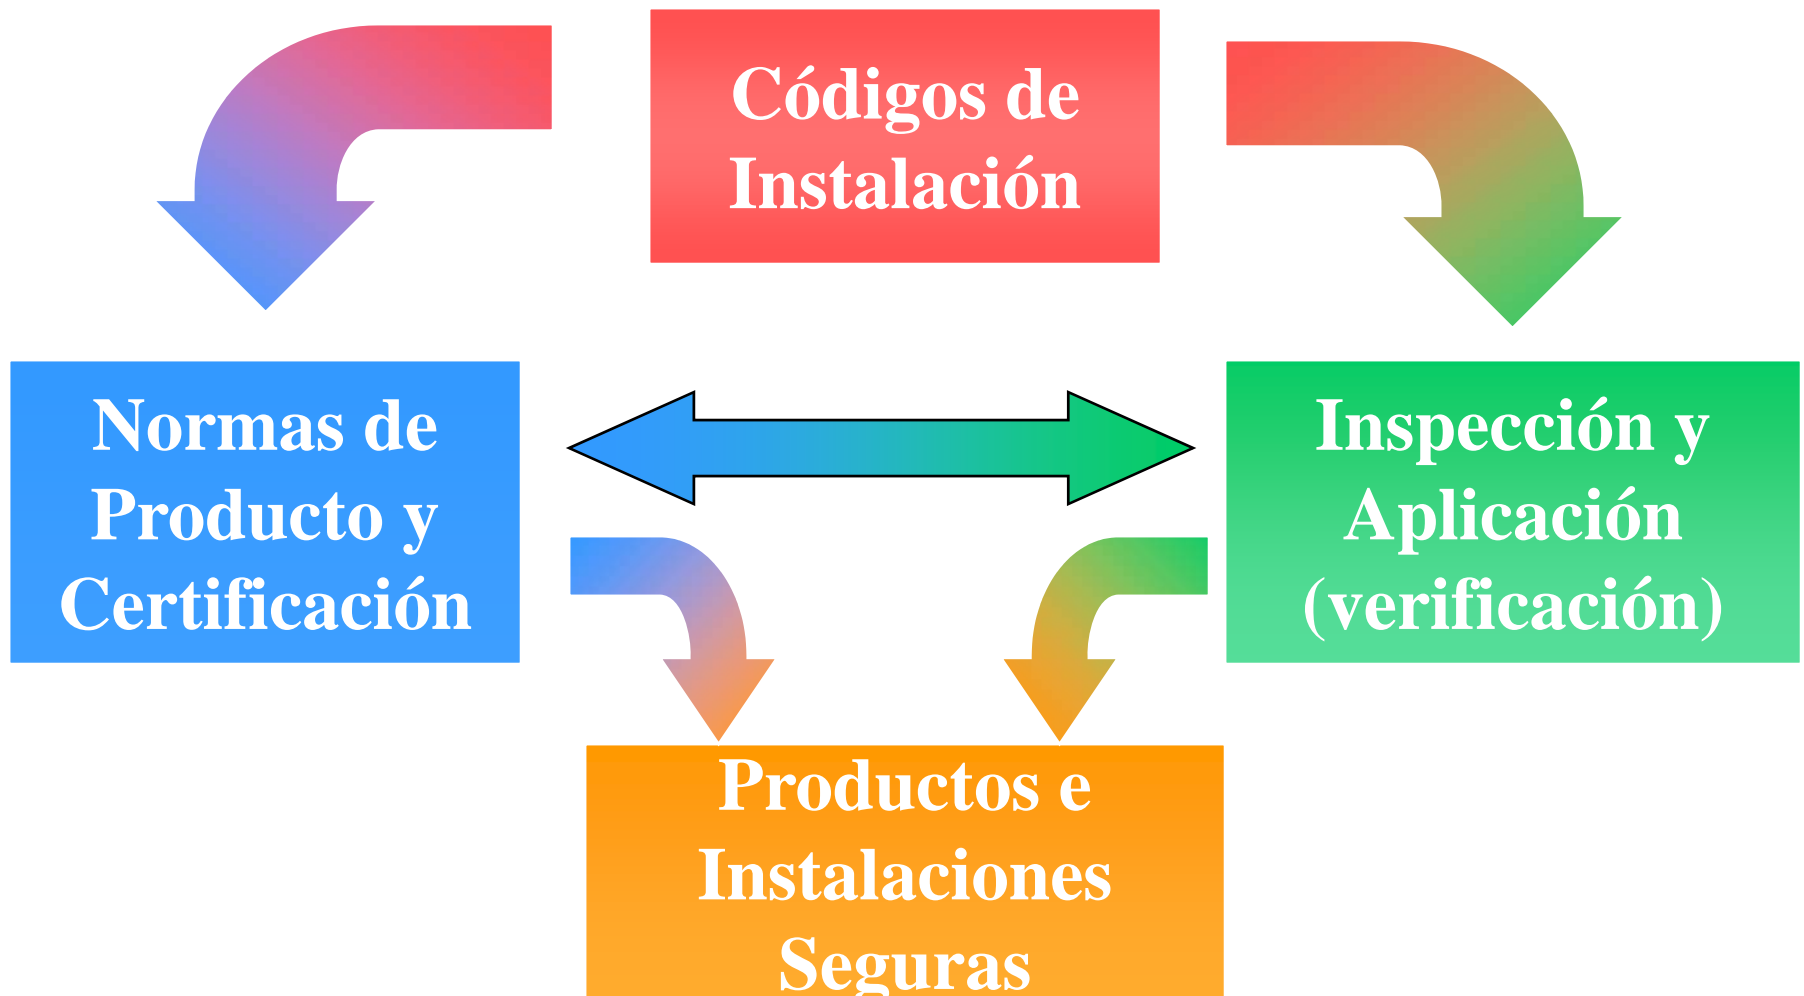 Códigos de
Instalación
Normas de
Producto y
Certificación
Inspección y
Aplicación
(verificación)
Productos e
Instalaciones
Seguras